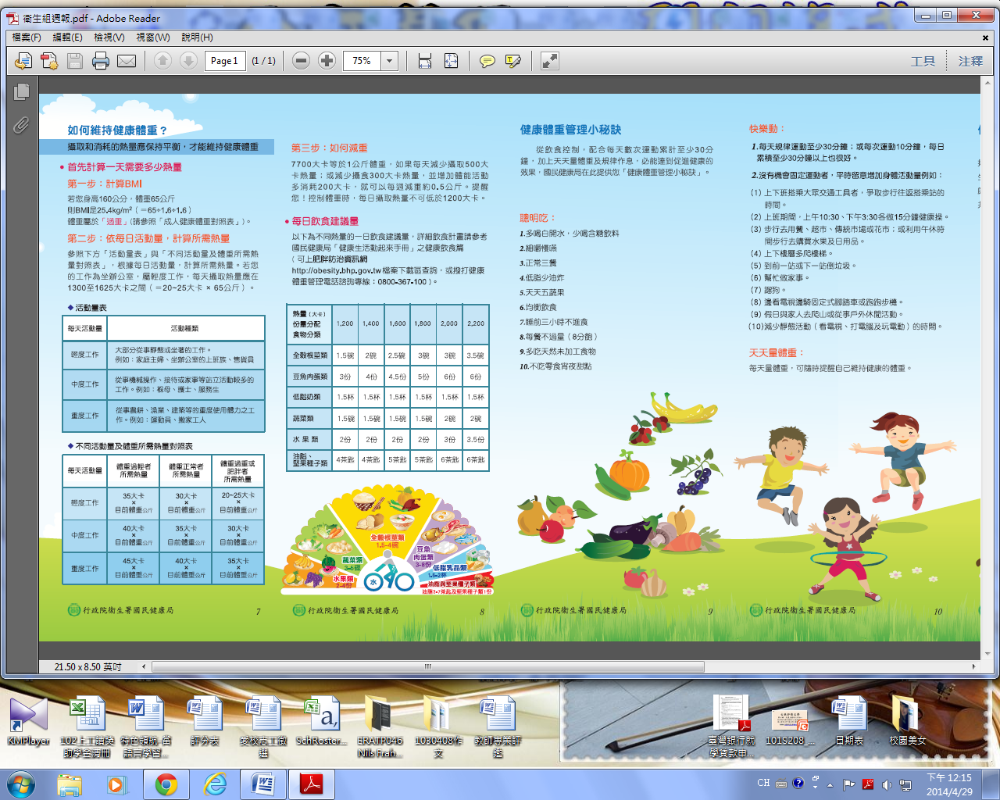 衛生組週報.pdf - Adobe Reader
檔案(F) 編輯(E) 檢視(V) 視窗(W) 說明(H)
Page1 (1 / 1) 75% 工具 注釋
如何維持健康體重？
攝取和消耗的熱量應保持平衡，才能維持健康體重
首先計算一天需要多少熱量
第一步：計算BMI
若您身高160公分，體重65公斤
則BMI是25.4kg/m²（＝65÷1.6÷1.6）
體重屬於「過重」（請參照「成人健康體重對照表」）。
第二步：依每日活動量，計算所需熱量
參照下方「活動量表」與「不同活動量及體重所需熱
量對照表」，根據每日活動量，計算所需熱量。若您
的工作為坐辦公室，屬輕度工作，每天攝取熱量應在
1300至1625大卡之間（＝20~25大卡 × 65公斤）。
◆ 活動量表
每天活動量 活動種類
輕度工作 大部分從事靜態或坐著的工作。
例如：家庭主婦、坐辦公室的上班族、售貨員
中度工作 從事機械操作、接待或家事等站立活動較多的
工作。例如：褓母、護士、服務生
重度工作 從事農耕、漁業、建築等的重度使用體力之工
作。例如：運動員、搬家工人
◆ 不同活動量及體重所需熱量對照表
每天活動量 體重過輕者所需熱量 體重正常者所需熱量 體重過重或肥胖者所需熱量
輕度工作 35大卡×目前體重公斤 30大卡×目前體重公斤 20~25大卡×目前體重公斤
中度工作 40大卡×目前體重公斤 35大卡×目前體重公斤 30大卡×目前體重公斤
重度工作 45大卡×目前體重公斤 40大卡×目前體重公斤 35大卡×目前體重公斤
行政院衛生署國民健康局 7
第三步：如何減重
7700大卡等於1公斤體重，如果每天減少攝取500大
卡熱量；或減少攝食300大卡熱量，並增加體能活動
多消耗200大卡，就可以每週減重約0.5公斤。提醒
您！控制體重時，每日攝取熱量不可低於1200大卡。
每日飲食建議量
以下為不同熱量的一日飲食建議量，詳細飲食計畫請參考
國民健康局「健康生活起來手冊」之健康飲食篇
（可上肥胖防治資訊網
http://obesity.bhp.gov.tw檔案下載區查詢，或撥打健康
體重管理電話諮詢專線：0800-367-100）。
熱量（大卡）份量分配食物分類 1,200 1,400 1,600 1,800 2,000 2,200
全穀根莖類 1.5碗 2碗 2.5碗 3碗 3碗 3.5碗
豆魚肉蛋類 3份 4份 4.5份 5份 6份 6份
低脂奶類 1.5杯 1.5杯 1.5杯 1.5杯 1.5杯 1.5杯
蔬菜類 1.5碗 1.5碗 1.5碗 1.5碗 2碗 2碗
水果類 2份 2份 2份 2份 3份 3.5份
油脂、堅果種子類 4茶匙 4茶匙 5茶匙 5茶匙 6茶匙 6茶匙
全穀根莖類
1.5-4碗
豆魚
肉蛋類
3-8份
蔬菜類
3-5碟
低脂乳品類
1.5-2杯
水果類
2-4份
水
油脂與堅果種子類
油脂3-7茶匙及堅果種子類1份
行政院衛生署國民健康局 8
健康體重管理小秘訣
從飲食控制，配合每天數次運動累計至少30分
鐘，加上天天量體重及規律作息，必能達到促進健康的
效果，國民健康局在此提供您「健康體重管理小秘訣」。
聰明吃：
1.多喝白開水，少喝含糖飲料
2.細嚼慢嚥
3.正常三餐
4.低脂少油炸
5.天天五蔬果
6.均衡飲食
7.睡前三小時不進食
8.每餐不過量（8分飽）
9.多吃天然未加工食物
10.不吃零食宵夜甜點
行政院衛生署國民健康局 9
快樂動：
1.每天規律運動至少30分鐘；或每次運動10分鐘，每日
累積至少30分鐘以上也很好。
2.沒有機會固定運動者，平時留意增加身體活動量例如：
(1) 上下班搭乘大眾交通工具者，爭取步行往返搭乘站的
時間。
(2) 上班期間，上午10:30、下午3:30各做15分鐘健康操。
(3) 步行去用餐、超市、傳統市場或花市；或利用午休時
間步行去購買水果及日用品。
(4) 上下樓層多爬樓梯。
(5) 到前一站或下一站倒垃圾。
(6) 幫忙做家事。
(7) 蹓狗。
(8) 邊看電視邊騎固定式腳踏車或跑跑步機。
(9) 假日與家人去爬山或從事戶外休閒活動。
(10)減少靜態活動（看電視、打電腦及玩電動）的時間。
天天量體重：
每天量體重，可隨時提醒自己維持健康的體重。
行政院衛生署國民健康局 10
21.50 x 8.50 英吋
KMPlayer
評分表
SchRoster...
ERATP046
Nils Frah...
1030408作
文
教師專業評
鑑
臺灣銀行就
學貸款申...
101S208_...
日期表
校園美女
CH
下午 12:15
2014/4/29